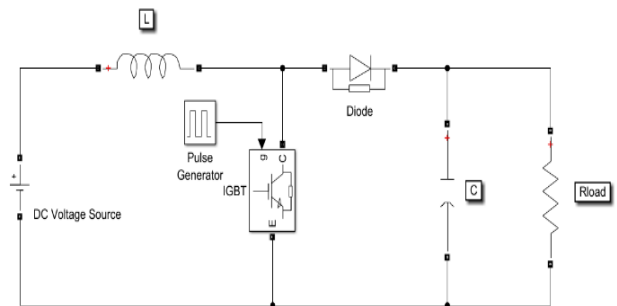 L
Diode
Pulse
Generator
g
C
IGBT
E
+
DC Voltage Source
C
Rload